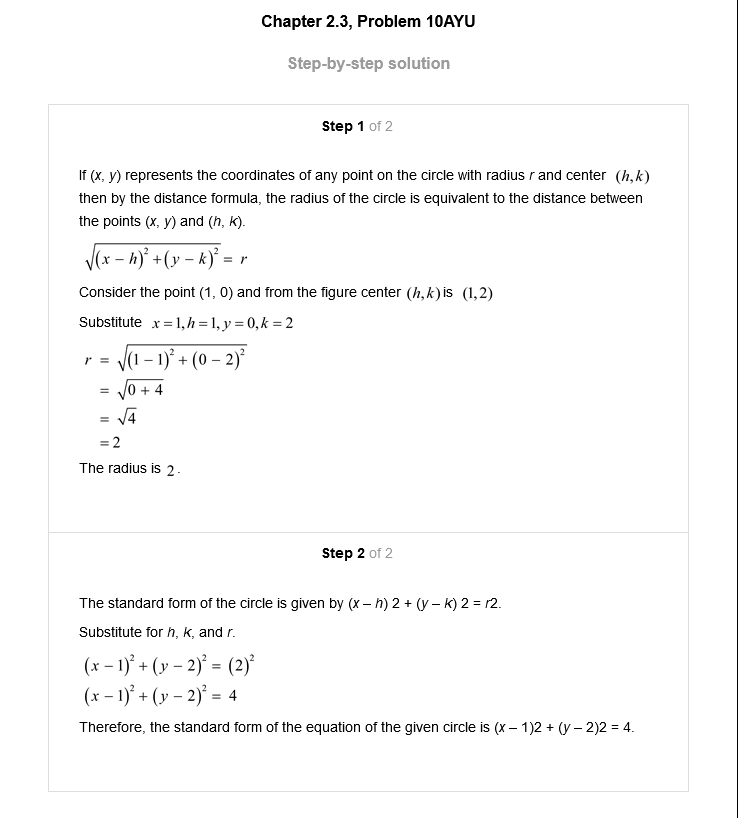 Chapter 2.3, Problem 10AYU
Step-by-step solution
Step 1 of 2
If (x, y) represents the coordinates of any point on the circle with radius r and center (h,k)
then by the distance formula, the radius of the circle is equivalent to the distance between
the points (x, y) and (h, k).
√((x − h)² + (y − k)²) = r
Consider the point (1, 0) and from the figure center (h,k) is (1,2)
Substitute x = 1, h = 1, y = 0, k = 2
r = √((1 − 1)² + (0 − 2)²)
= √(0 + 4)
= √4
= 2
The radius is 2.
Step 2 of 2
The standard form of the circle is given by (x – h) 2 + (y – k) 2 = r2.
Substitute for h, k, and r.
(x − 1)² + (y − 2)² = (2)²
(x − 1)² + (y − 2)² = 4
Therefore, the standard form of the equation of the given circle is (x – 1)2 + (y – 2)2 = 4.